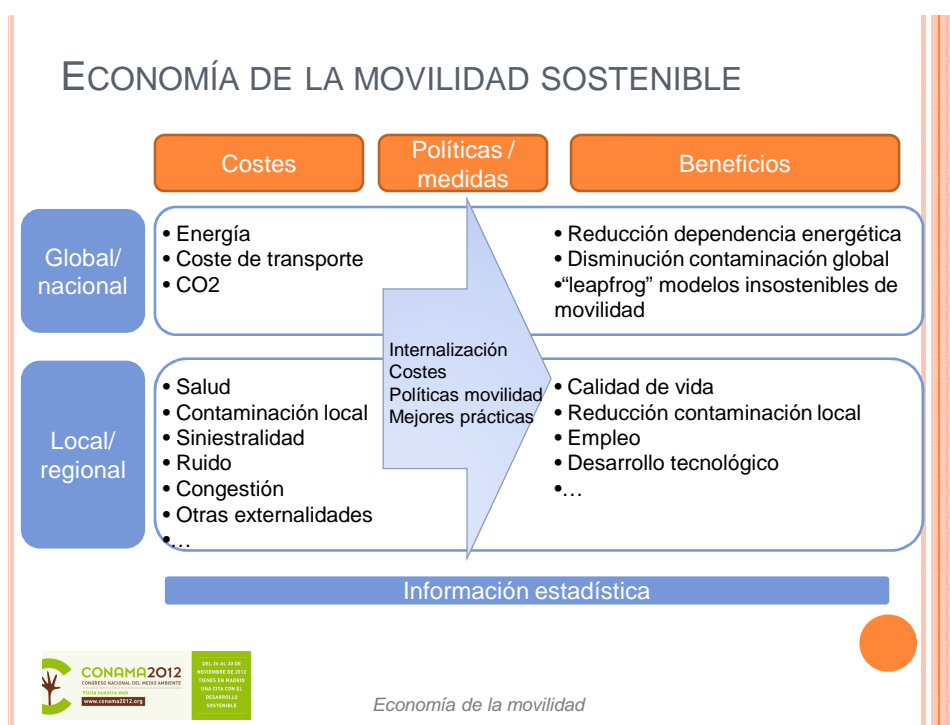 ECONOMÍA DE LA MOVILIDAD SOSTENIBLE
Costes
Políticas /
medidas
Beneficios
Global/
nacional
• Energía
• Coste de transporte
• CO2
• Reducción dependencia energética
• Disminución contaminación global
•“leapfrog” modelos insostenibles de
movilidad
Internalización
Costes
Políticas movilidad
Mejores prácticas
Local/
regional
• Salud
• Contaminación local
• Siniestralidad
• Ruido
• Congestión
• Otras externalidades
•…
• Calidad de vida
• Reducción contaminación local
• Empleo
• Desarrollo tecnológico
•…
Información estadística
CONAMA2012
CONGRESO NACIONAL DEL MEDIO AMBIENTE
Visita nuestra web
www.conama2012.org
DEL 26 AL 30 DE
NOVIEMBRE DE 2012
TIENES EN MADRID
UNA CITA CON EL
DESARROLLO
SOSTENIBLE
Economía de la movilidad